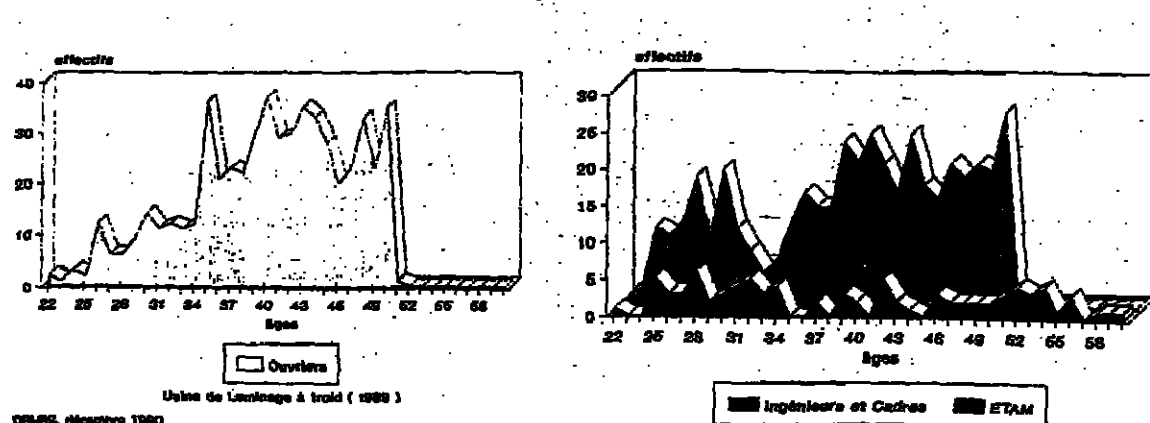 effectifs
40
30
20
10
0
22 25 28 31 34 37 40 43 46 49 52 55 58
âges
Ouvriers
Usine de Laminage à froid ( 1989 )
décembre 1990
effectifs
30
25
20
15
10
5
0
22 25 28 31 34 37 40 43 46 49 52 55 58
âges
Ingénieurs et Cadres ETAM